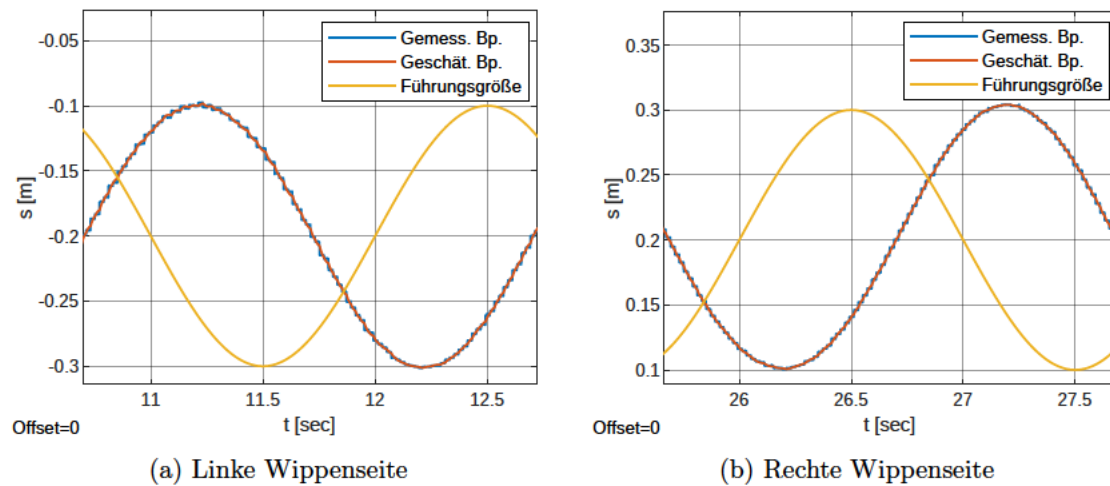 -0.05
-0.1
-0.15
-0.2
-0.25
-0.3
s [m]
Gemess. Bp.
Geschät. Bp.
Führungsgröße
11
11.5
12
12.5
Offset=0
t [sec]
(a) Linke Wippenseite
0.35
0.3
0.25
0.2
0.15
0.1
s [m]
Gemess. Bp.
Geschät. Bp.
Führungsgröße
26
26.5
27
27.5
Offset=0
t [sec]
(b) Rechte Wippenseite